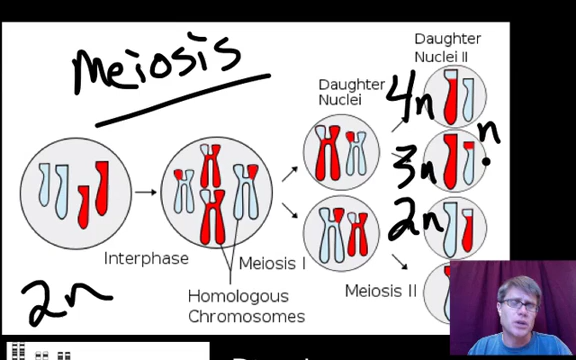 Meiosis
Daughter
Nuclei II
Daughter
Nuclei
4n
n
3n
2n
Interphase
Meiosis I
Meiosis II
2n
Homologous
Chromosomes